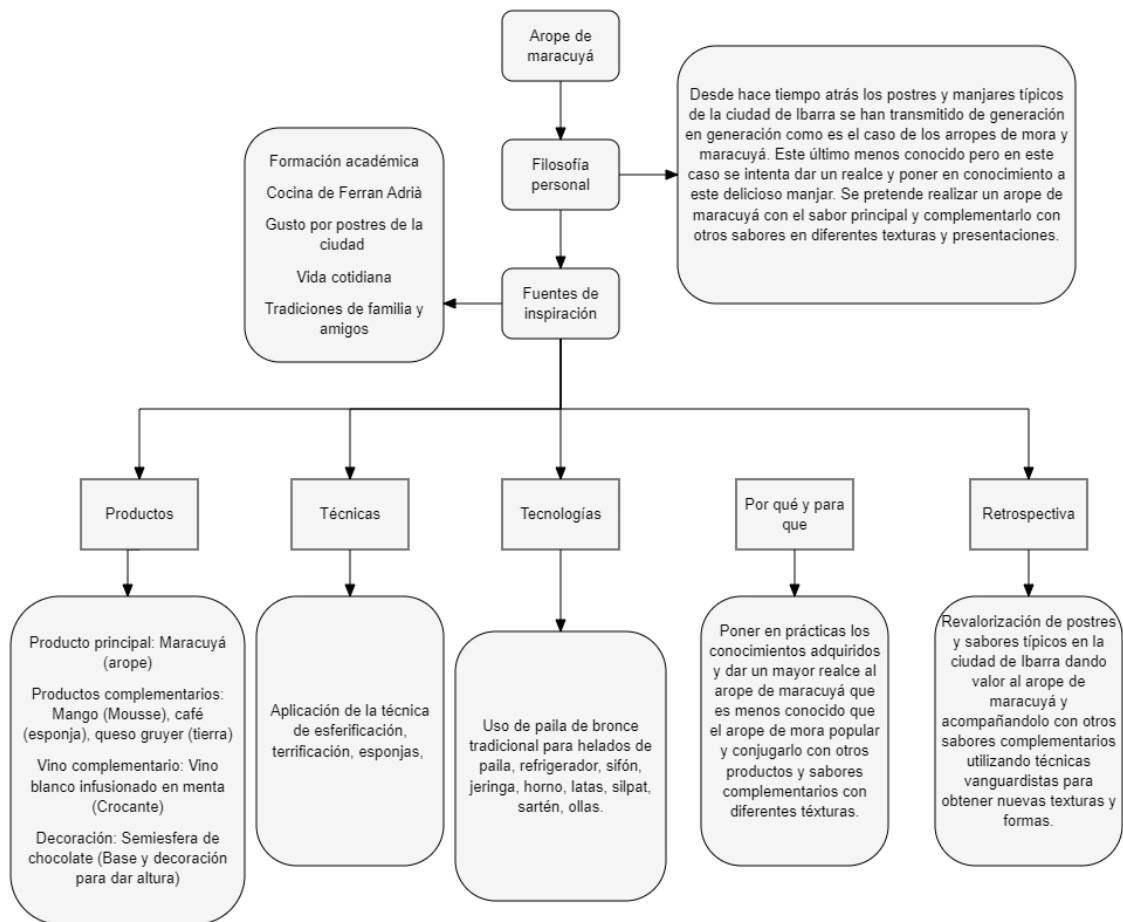 Arope de
maracuyá
Desde hace tiempo atrás los postres y manjares típicos
de la ciudad de Ibarra se han transmitido de generación
en generación como es el caso de los arropes de mora y
maracuyá. Este último menos conocido pero en este
caso se intenta dar un realce y poner en conocimiento a
este delicioso manjar. Se pretende realizar un arope de
maracuyá con el sabor principal y complementarlo con
otros sabores en diferentes texturas y presentaciones.
Filosofía
personal
Formación académica
Cocina de Ferran Adrià
Gusto por postres de la
ciudad
Vida cotidiana
Tradiciones de familia y
amigos
Fuentes de
inspiración
Productos
Técnicas
Tecnologías
Por qué y para
que
Retrospectiva
Producto principal: Maracuyá
(arope)
Productos complementarios:
Mango (Mousse), café
(esponja), queso gruyer (tierra)
Vino complementario: Vino
blanco infusionado en menta
(Crocante)
Decoración: Semiesfera de
chocolate (Base y decoración
para dar altura)
Aplicación de la técnica
de esferificación,
terrificación, esponjas,
Uso de paila de bronce
tradicional para helados de
paila, refrigerador, sifón,
jeringa, horno, latas, silpat,
sartén, ollas.
Poner en prácticas los
conocimientos adquiridos
y dar un mayor realce al
arope de maracuyá que
es menos conocido que
el arope de mora popular
y conjugarlo con otros
productos y sabores
complementarios con
diferentes téxturas.
Revalorización de postres
y sabores típicos en la
ciudad de Ibarra dando
valor al arope de
maracuyá y
acompañandolo con otros
sabores complementarios
utilizando técnicas
vanguardistas para
obtener nuevas texturas y
formas.